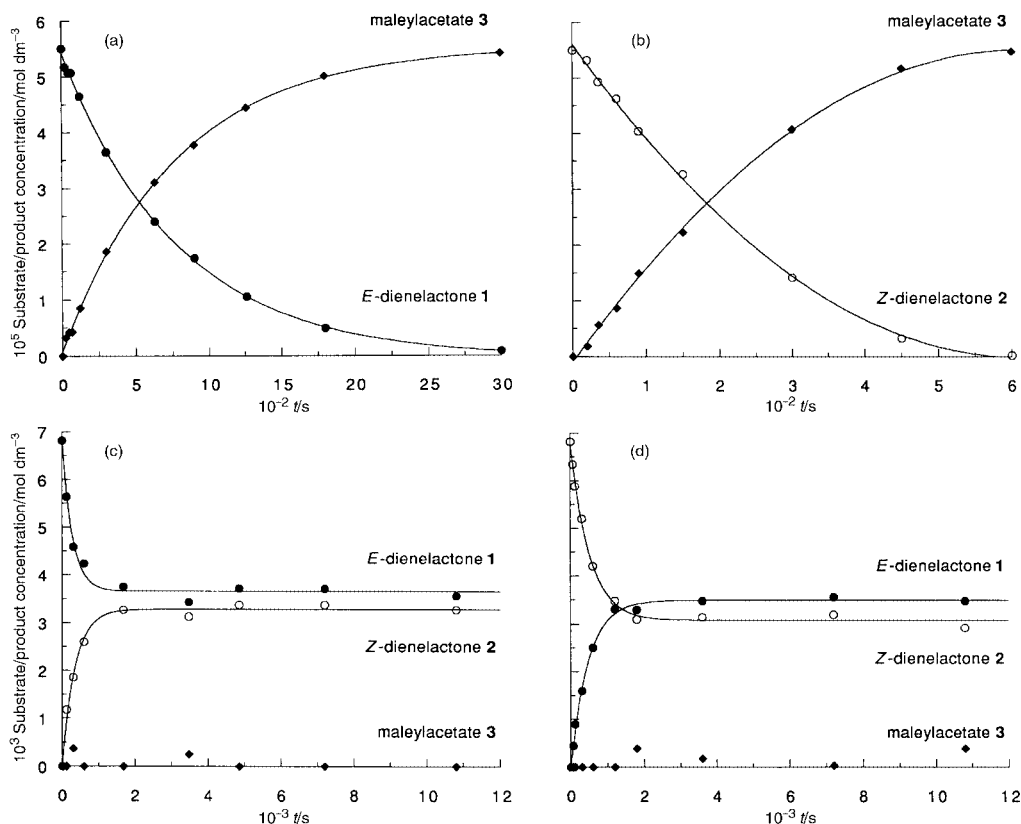 (a)
maleylacetate 3
E-dienelactone 1
10⁵ Substrate/product concentration/mol dm⁻³
6
5
4
3
2
1
0
0 5 10 15 20 25 30
10⁻² t/s
(b)
maleylacetate 3
Z-dienelactone 2
0 1 2 3 4 5 6
10⁻² t/s
(c)
E-dienelactone 1
Z-dienelactone 2
maleylacetate 3
10³ Substrate/product concentration/mol dm⁻³
7
6
5
4
3
2
1
0
0 2 4 6 8 10 12
10⁻³ t/s
(d)
E-dienelactone 1
Z-dienelactone 2
maleylacetate 3
0 2 4 6 8 10 12
10⁻³ t/s